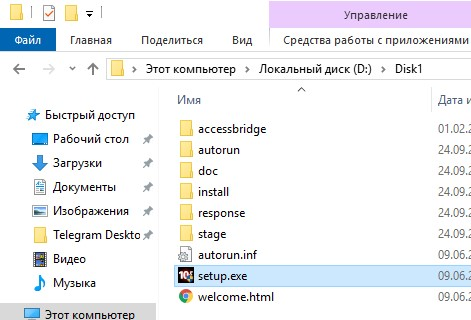 Управление
Файл Главная Поделиться Вид Средства работы с приложениями
Этот компьютер Локальный диск (D:) Disk1
Имя Дата и
Быстрый доступ
Рабочий стол
Загрузки
Документы
Изображения
Telegram Deskto
Видео
Музыка
Этот компьютер
accessbridge 01.02.2
autorun 24.09.2
doc 24.09.2
install 24.09.2
response 24.09.2
stage 24.09.2
autorun.inf 09.06.2
setup.exe 09.06.2
welcome.html 09.06.2